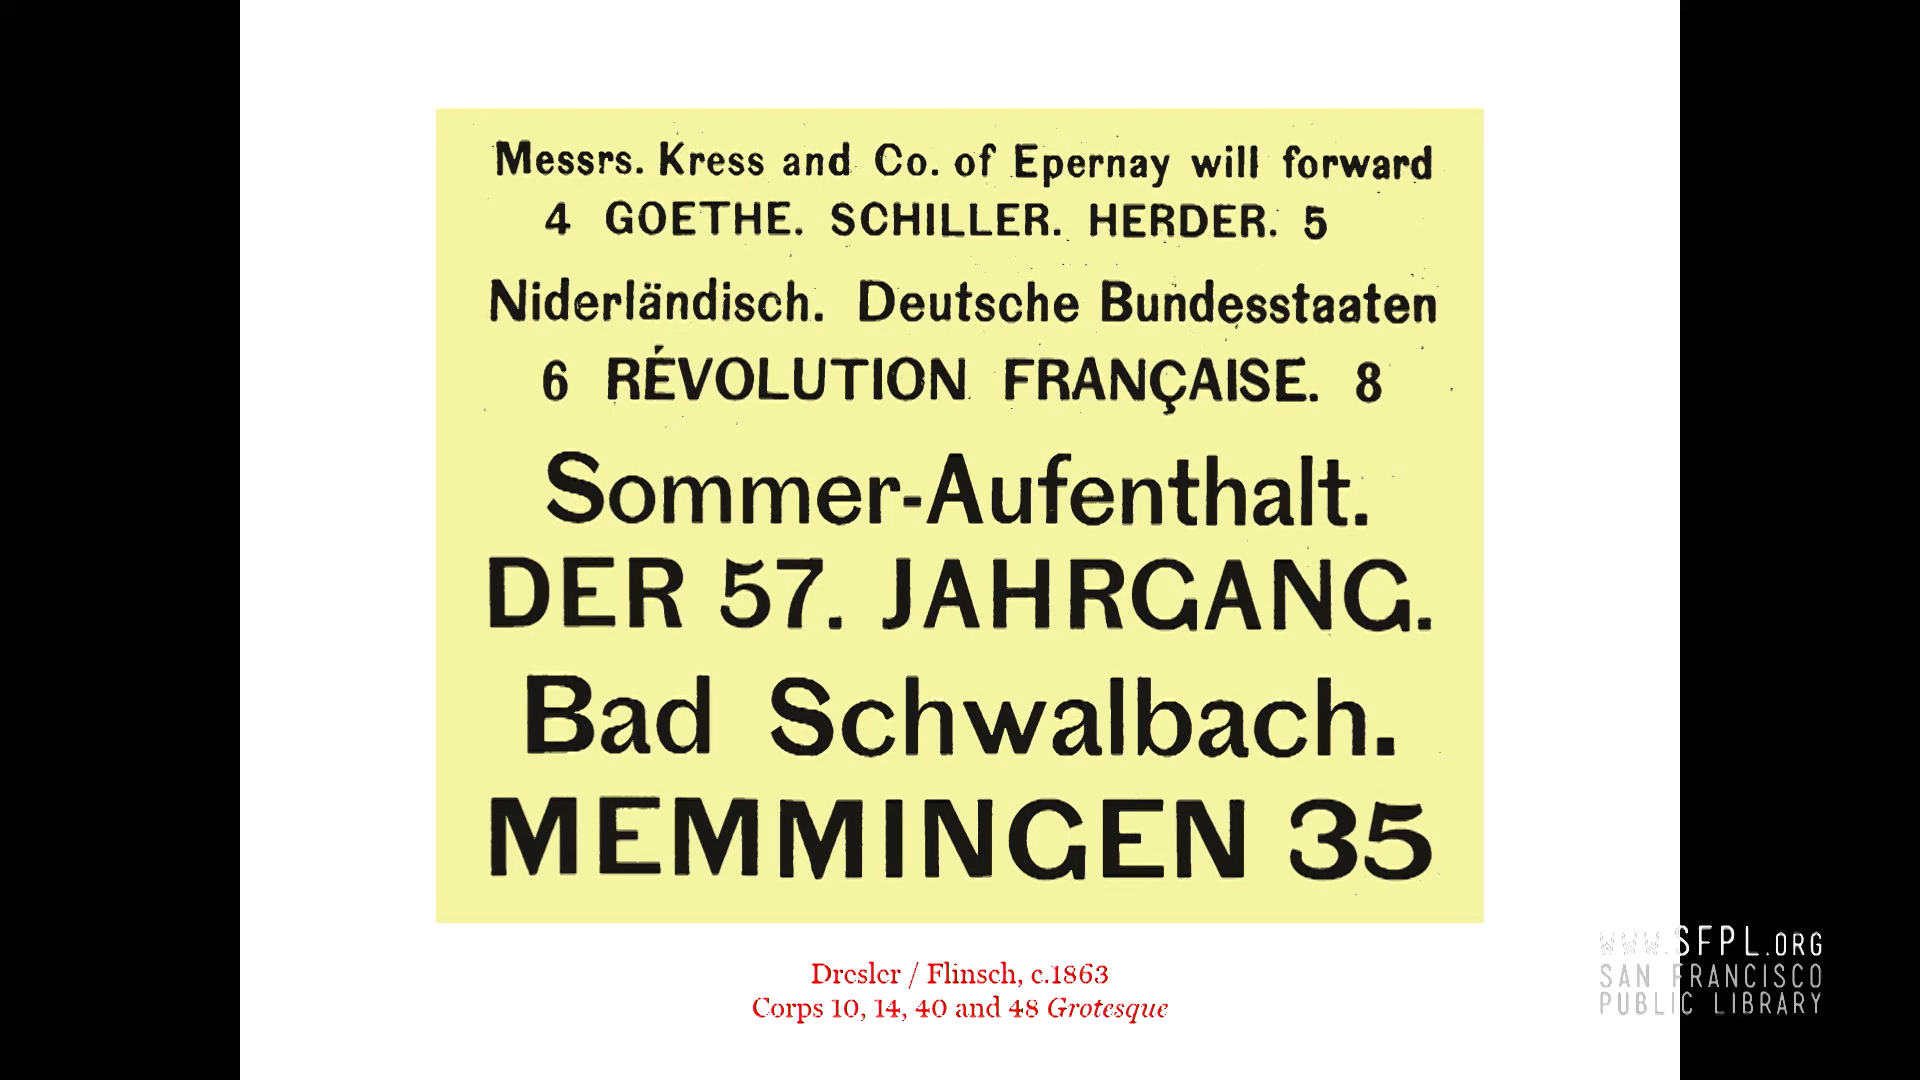 Messrs. Kress and Co. of Epernay will forward
4 GOETHE. SCHILLER. HERDER. 5
Niderländisch. Deutsche Bundesstaaten
6 RÉVOLUTION FRANÇAISE. 8
Sommer-Aufenthalt.
DER 57. JAHRGANG.
Bad Schwalbach.
MEMMINGEN 35
Dresler / Flinsch, c.1863
Corps 10, 14, 40 and 48 Grotesque
WWW.SFPL.ORG
SAN FRANCISCO
PUBLIC LIBRARY